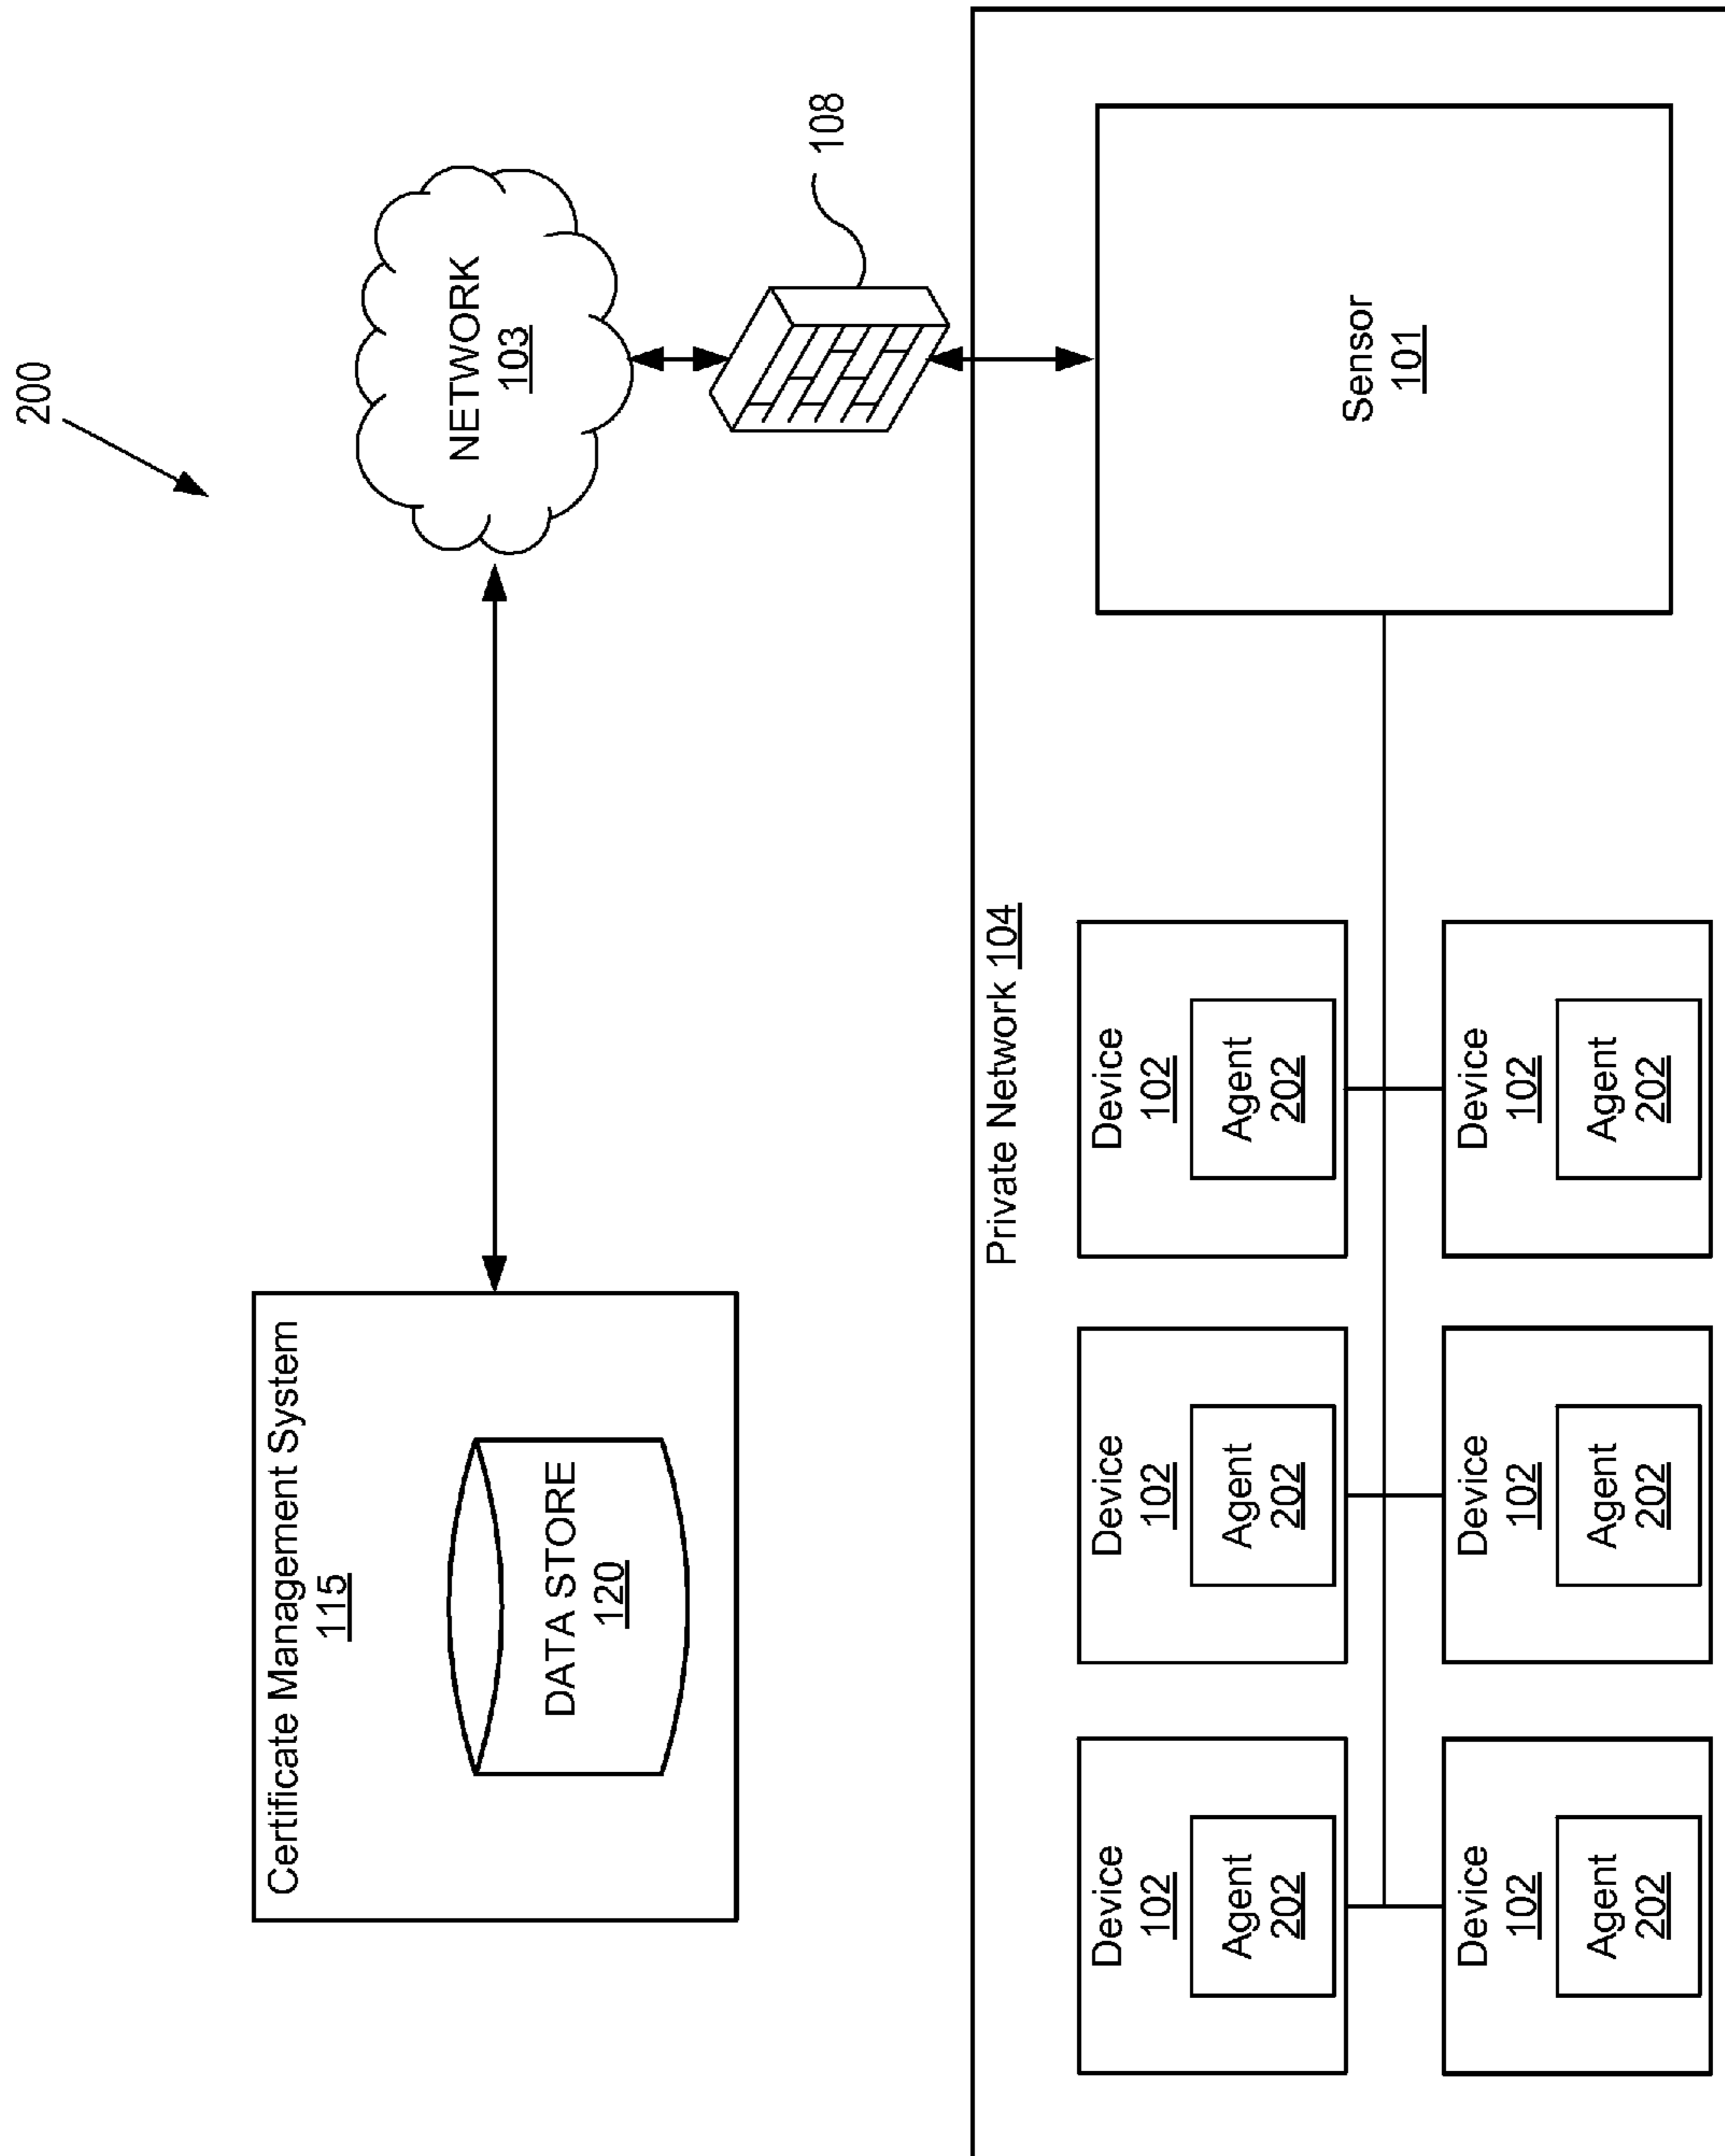 200
Certificate Management System
115
DATA STORE
120
NETWORK
103
108
Private Network 104
Device
102
Agent
202
Device
102
Agent
202
Device
102
Agent
202
Device
102
Agent
202
Device
102
Agent
202
Device
102
Agent
202
Sensor
101